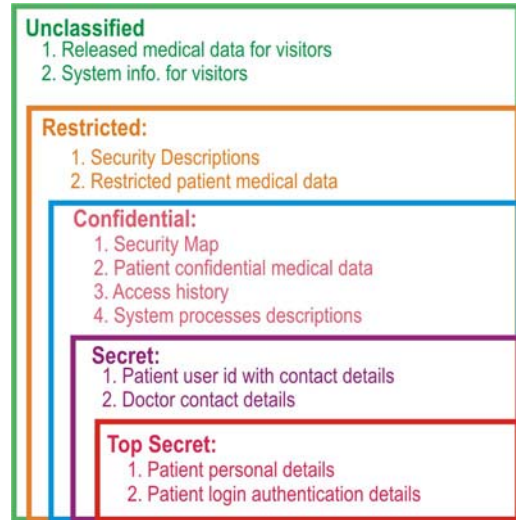 Unclassified
1. Released medical data for visitors
2. System info. for visitors
Restricted:
1. Security Descriptions
2. Restricted patient medical data
Confidential:
1. Security Map
2. Patient confidential medical data
3. Access history
4. System processes descriptions
Secret:
1. Patient user id with contact details
2. Doctor contact details
Top Secret:
1. Patient personal details
2. Patient login authentication details